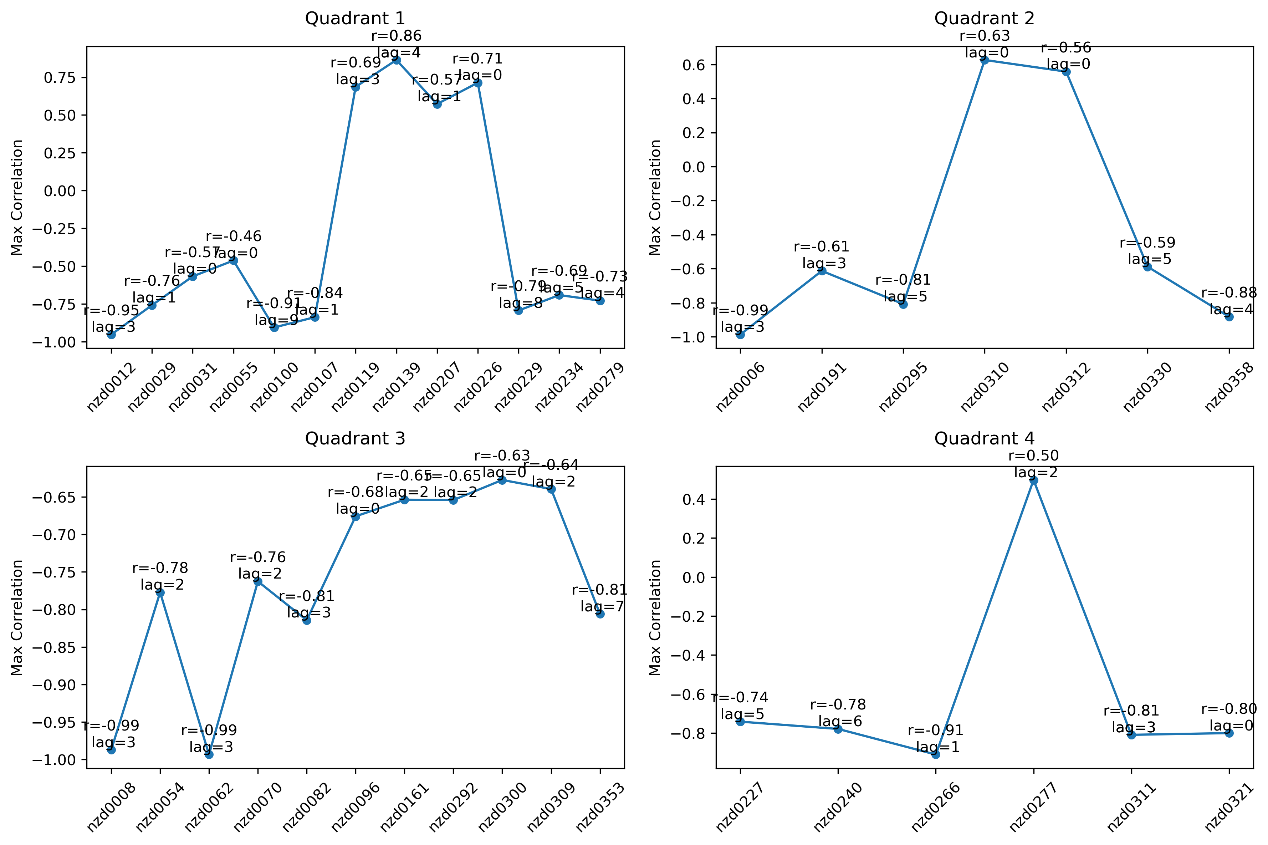 Quadrant 1
Max Correlation
0.75
0.50
0.25
0.00
−0.25
−0.50
−0.75
−1.00
r=-0.95
lag=3
r=-0.76
lag=1
r=-0.57
lag=0
r=-0.46
lag=0
r=-0.91
lag=9
r=-0.84
lag=1
r=0.69
lag=3
r=0.86
lag=4
r=0.57
lag=1
r=0.71
lag=0
r=-0.79
lag=8
r=-0.69
lag=5
r=-0.73
lag=4
nzd0012
nzd0029
nzd0031
nzd0055
nzd0100
nzd0107
nzd0119
nzd0139
nzd0207
nzd0226
nzd0229
nzd0234
nzd0279
Quadrant 2
Max Correlation
0.6
0.4
0.2
0.0
−0.2
−0.4
−0.6
−0.8
−1.0
r=-0.99
lag=3
r=-0.61
lag=3
r=-0.81
lag=5
r=0.63
lag=0
r=0.56
lag=0
r=-0.59
lag=5
r=-0.88
lag=4
nzd0006
nzd0191
nzd0295
nzd0310
nzd0312
nzd0330
nzd0358
Quadrant 3
Max Correlation
−0.65
−0.70
−0.75
−0.80
−0.85
−0.90
−0.95
−1.00
r=-0.99
lag=3
r=-0.78
lag=2
r=-0.99
lag=3
r=-0.76
lag=2
r=-0.81
lag=3
r=-0.68
lag=0
r=-0.65
lag=2
r=-0.65
lag=2
r=-0.63
lag=0
r=-0.64
lag=2
r=-0.81
lag=7
nzd0008
nzd0054
nzd0062
nzd0070
nzd0082
nzd0096
nzd0161
nzd0292
nzd0300
nzd0309
nzd0353
Quadrant 4
Max Correlation
0.4
0.2
0.0
−0.2
−0.4
−0.6
−0.8
r=-0.74
lag=5
r=-0.78
lag=6
r=-0.91
lag=1
r=0.50
lag=2
r=-0.81
lag=3
r=-0.80
lag=0
nzd0227
nzd0240
nzd0266
nzd0277
nzd0311
nzd0321